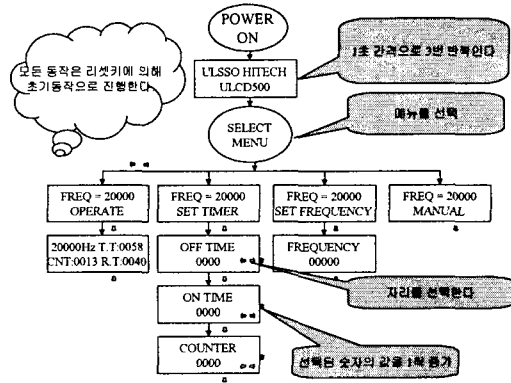 POWER
ON
모든 동작은 리셋키에 의해
초기동작으로 진행한다
1초 간격으로 3번 반복인다
ULSSO HITECH
ULCD500
SELECT
MENU
메뉴를 선택
FREQ = 20000
OPERATE
FREQ = 20000
SET TIMER
FREQ = 20000
SET FREQUENCY
FREQ = 20000
MANUAL
20000Hz T.T:0058
CNT:0013 R.T:0040
OFF TIME
0000
FREQUENCY
00000
자리를 선택한다
ON TIME
0000
COUNTER
0000
선택된 숫자의 값을 1씩 증가